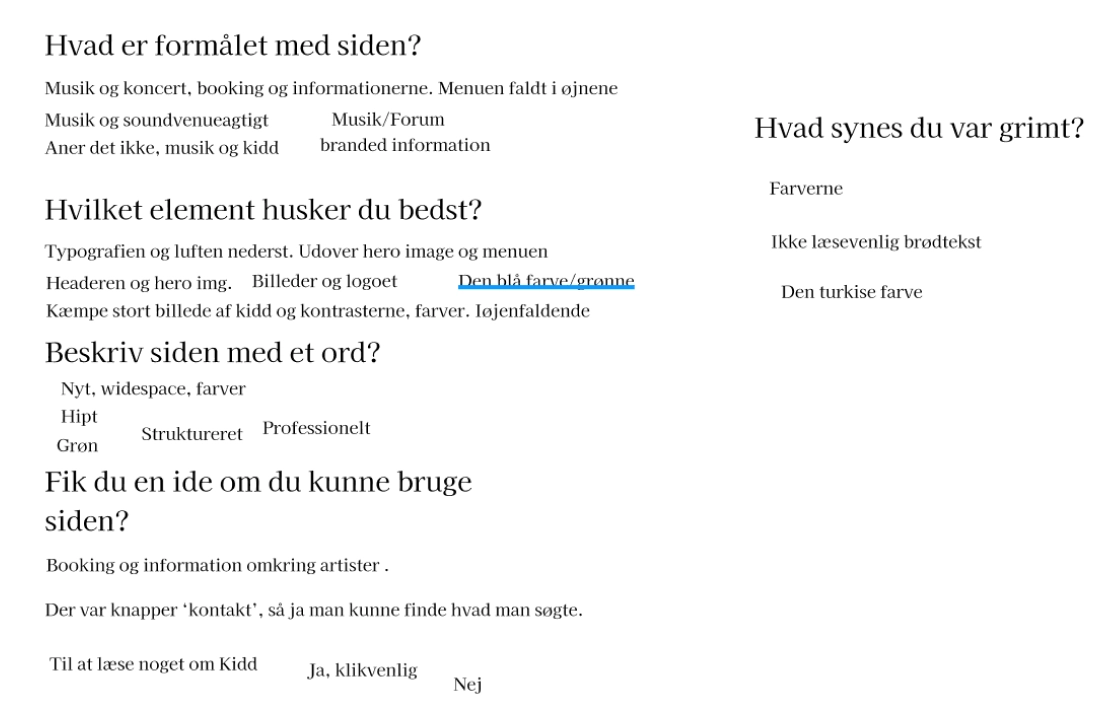 Hvad er formålet med siden?
Musik og koncert, booking og informationerne. Menuen faldt i øjnene
Musik og soundvenueagtigt
Musik/Forum
Aner det ikke, musik og kidd
branded information
Hvilket element husker du bedst?
Typografien og luften nederst. Udover hero image og menuen
Headeren og hero img.
Billeder og logoet
Den blå farve/grønne
Kæmpe stort billede af kidd og kontrasterne, farver. Iøjenfaldende
Beskriv siden med et ord?
Nyt, widespace, farver
Hipt
Grøn
Struktureret
Professionelt
Fik du en ide om du kunne bruge
siden?
Booking og information omkring artister .
Der var knapper ‘kontakt’, så ja man kunne finde hvad man søgte.
Til at læse noget om Kidd
Ja, klikvenlig
Nej
Hvad synes du var grimt?
Farverne
Ikke læsevenlig brødtekst
Den turkise farve